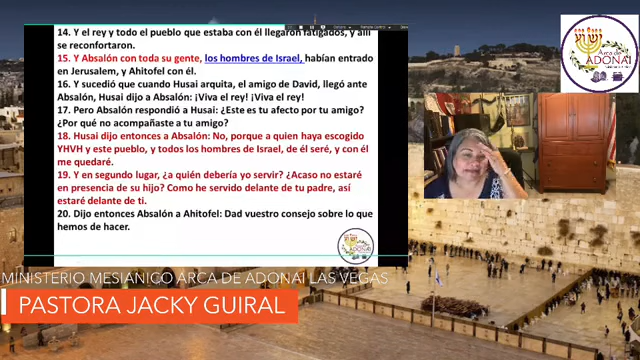 14. Y el rey y todo el pueblo que estaba con él llegaron fatigados, y allí
se reconfortaron.
15. Y Absalón con toda su gente, los hombres de Israel, habían entrado
en Jerusalem, y Ahitofel con él.
16. Y sucedió que cuando Husai arquita, el amigo de David, llegó ante
Absalón, Husai dijo a Absalón: ¡Viva el rey! ¡Viva el rey!
17. Pero Absalón respondió a Husai: ¿Este es tu afecto por tu amigo?
¿Por qué no acompañaste a tu amigo?
18. Husai dijo entonces a Absalón: No, porque a quien haya escogido
YHVH y este pueblo, y todos los hombres de Israel, de él seré, y con él
me quedaré.
19. Y en segundo lugar, ¿a quién debería yo servir? ¿Acaso no estaré
en presencia de su hijo? Como he servido delante de tu padre, así
estaré delante de ti.
20. Dijo entonces Absalón a Ahitofel: Dad vuestro consejo sobre lo que
hemos de hacer.
Arca de
ADONAI
MINISTERIO MESIANICO ARCA DE ADONAI LAS VEGAS
PASTORA JACKY GUIRAL